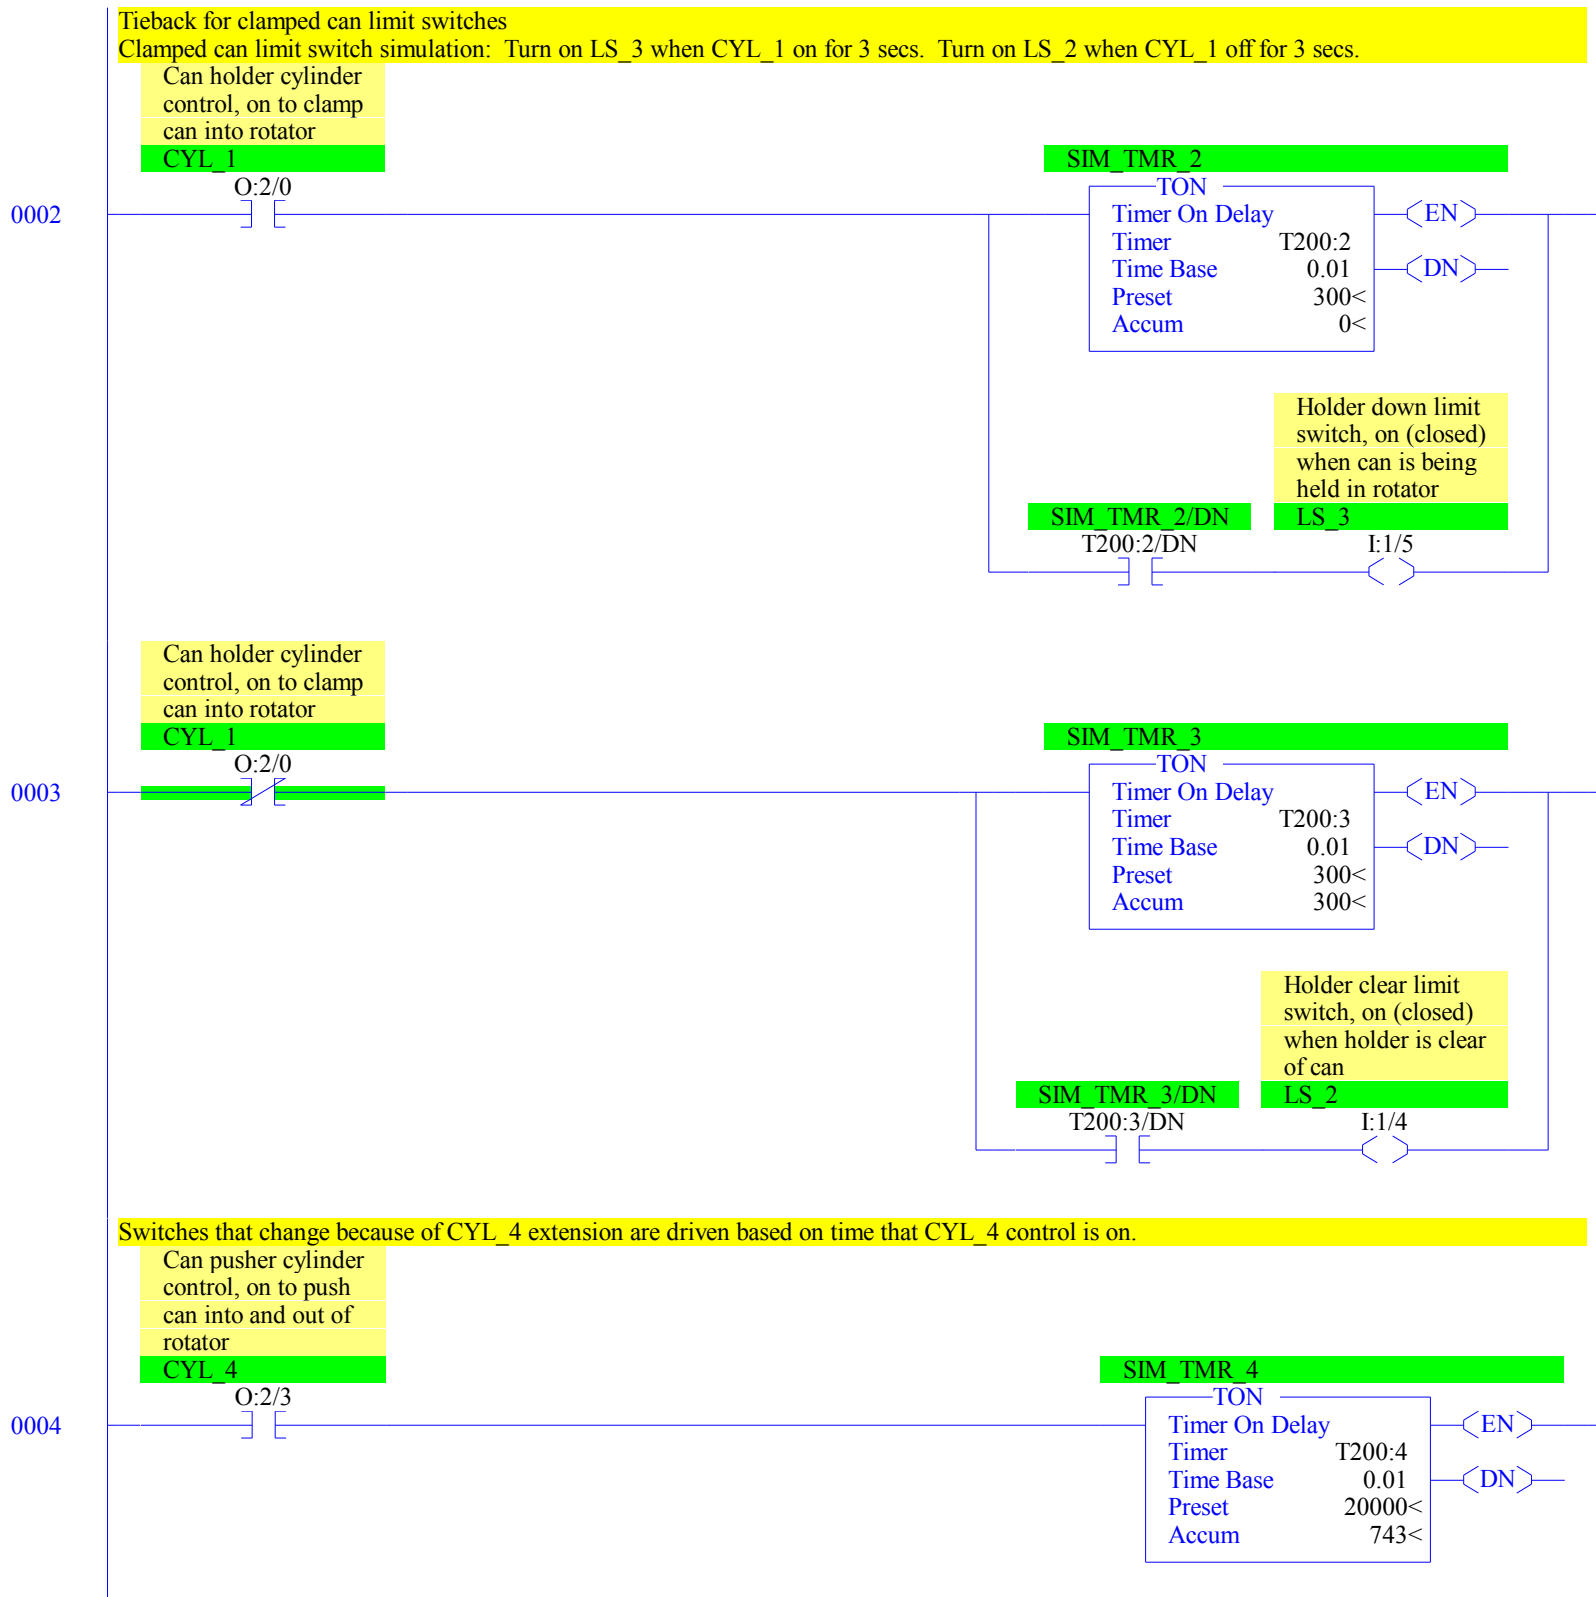 Tieback for clamped can limit switches
Clamped can limit switch simulation:  Turn on LS_3 when CYL_1 on for 3 secs.  Turn on LS_2 when CYL_1 off for 3 secs.
Can holder cylinder
control, on to clamp
can into rotator
CYL_1
O:2/0
0002
SIM_TMR_2
TON
Timer On Delay
Timer T200:2
Time Base 0.01
Preset 300<
Accum 0<
EN
DN
Holder down limit
switch, on (closed)
when can is being
held in rotator
SIM_TMR_2/DN LS_3
T200:2/DN I:1/5
Can holder cylinder
control, on to clamp
can into rotator
CYL_1
O:2/0
0003
SIM_TMR_3
TON
Timer On Delay
Timer T200:3
Time Base 0.01
Preset 300<
Accum 300<
EN
DN
Holder clear limit
switch, on (closed)
when holder is clear
of can
SIM_TMR_3/DN LS_2
T200:3/DN I:1/4
Switches that change because of CYL_4 extension are driven based on time that CYL_4 control is on.
Can pusher cylinder
control, on to push
can into and out of
rotator
CYL_4
O:2/3
0004
SIM_TMR_4
TON
Timer On Delay
Timer T200:4
Time Base 0.01
Preset 20000<
Accum 743<
EN
DN